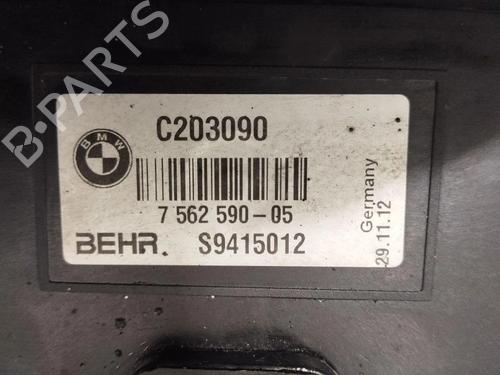 BMW
C203090
7 562 590-05
BEHR. S9415012
Germany
29.11.12
B-PARTS